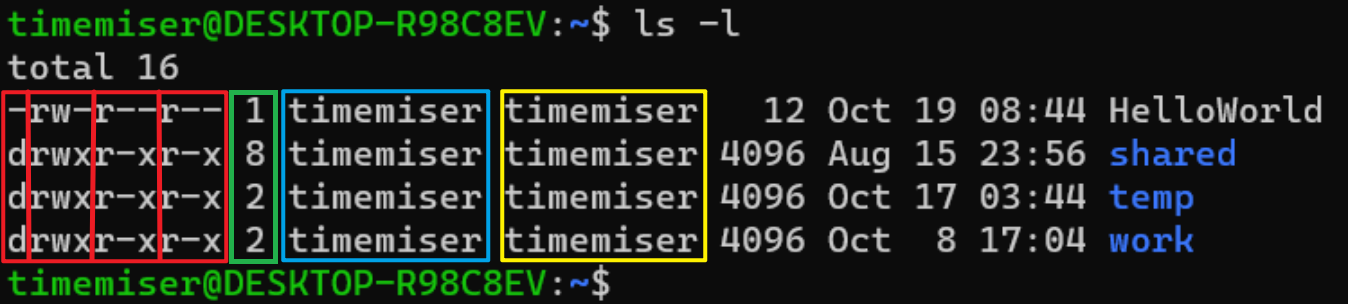 timemiser@DESKTOP-R98C8EV:~$ ls -l
total 16
-rw-r--r-- 1 timemiser timemiser   12 Oct 19 08:44 HelloWorld
drwxr-xr-x 8 timemiser timemiser 4096 Aug 15 23:56 shared
drwxr-xr-x 2 timemiser timemiser 4096 Oct 17 03:44 temp
drwxr-xr-x 2 timemiser timemiser 4096 Oct  8 17:04 work
timemiser@DESKTOP-R98C8EV:~$